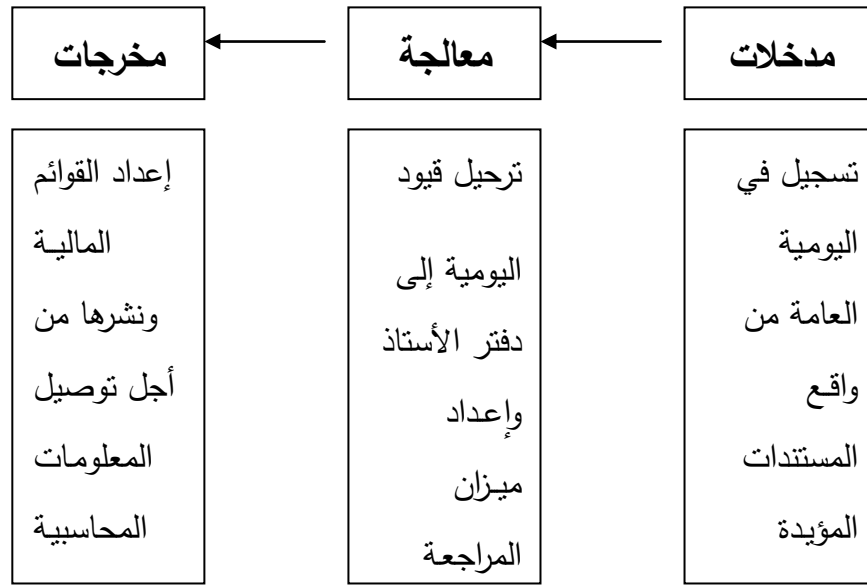 مدخلات
معالجة
مخرجات
تسجيل في
اليومية
العامة من
واقع
المستندات
المؤيدة
ترحيل قيود
اليومية إلى
دفتر الأستاذ
وإعداد
ميزان
المراجعة
إعداد القوائم
المالية
ونشرها من
أجل توصيل
المعلومات
المحاسبية